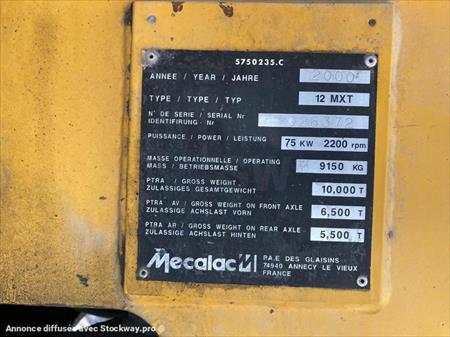 5750235.C
ANNEE / YEAR / JAHRE 2000
TYPE / TYPE / TYP 12 MXT
N° DE SERIE / SERIAL Nr
IDENTIFIRUNG - Nr 026372
PUISSANCE / POWER / LEISTUNG 75 KW 2200 rpm
MASSE OPERATIONNELLE / OPERATING
MASS / BETRIEBSMASSE 9150 KG
PTRA / GROSS WEIGHT
ZULASSIGES GESAMTGEWICHT 10,000 T
PTRA AV / GROSS WEIGHT ON FRONT AXLE
ZULASSIGE ACHSLAST VORN 6,500 T
PTRA AR / GROSS WEIGHT ON REAR AXLE
ZULASSIGE ACHSLAST HINTEN 5,500 T
Mecalac
P.A.E DES GLAISINS
74940 ANNECY LE VIEUX
FRANCE
Annonce diffusée avec Stockway.pro